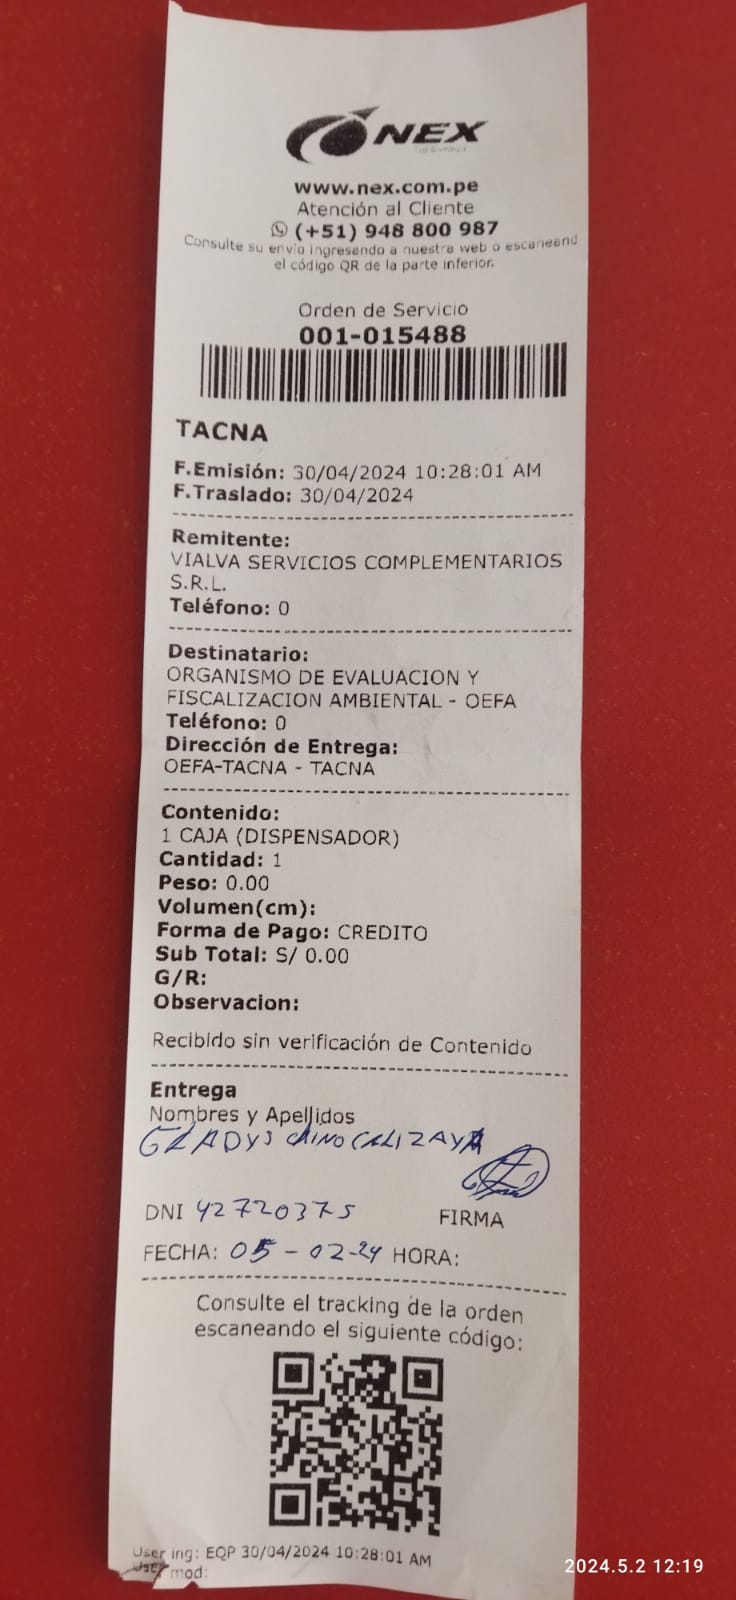 NEX
www.nex.com.pe
Atención al Cliente
(+51) 948 800 987
Consulte su envío ingresando a nuestra web o escaneand
el código QR de la parte inferior.
Orden de Servicio
001-015488
TACNA
F.Emisión: 30/04/2024 10:28:01 AM
F.Traslado: 30/04/2024
Remitente:
VIALVA SERVICIOS COMPLEMENTARIOS
S.R.L.
Teléfono: 0
Destinatario:
ORGANISMO DE EVALUACION Y
FISCALIZACION AMBIENTAL - OEFA
Teléfono: 0
Dirección de Entrega:
OEFA-TACNA - TACNA
Contenido:
1 CAJA (DISPENSADOR)
Cantidad: 1
Peso: 0.00
Volumen(cm):
Forma de Pago: CREDITO
Sub Total: S/ 0.00
G/R:
Observacion:
Recibido sin verificación de Contenido
Entrega
Nombres y Apellidos
GLADYS CHINO CALIZAYA
DNI 42720375
FIRMA
FECHA: 05-02-24 HORA:
Consulte el tracking de la orden
escaneando el siguiente código:
User ing: EQP 30/04/2024 10:28:01 AM
User mod:
2024.5.2 12:19